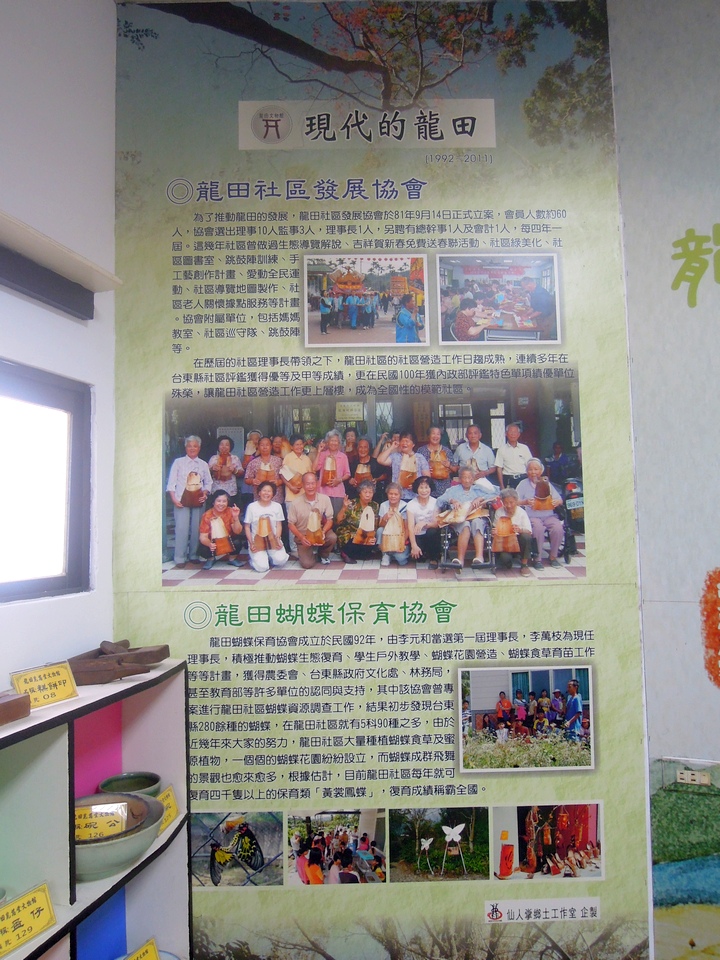 現代的龍田
(1992~2011)
◎龍田社區發展協會
為了推動龍田的發展，龍田社區發展協會於81年9月14日正式立案，會員人數約60
人，協會選出理事10人監事3人，理事長1人，另聘有總幹事1人及會計1人，每四年一
屆。這幾年社區曾做過生態導覽解說、吉祥賀新春免費送春聯活動、社區綠美化、社
區圖書室、跳鼓陣訓練、手
工藝創作計畫、愛動全民運
動、社區導覽地圖製作、社
區老人關懷據點服務等計畫
。協會附屬單位，包括媽媽
教室、社區巡守隊、跳鼓陣
等。
在歷屆的社區理事長帶領之下，龍田社區的社區營造工作日趨成熟，連續多年在
台東縣社區評鑑獲得優等及甲等成績，更在民國100年獲內政部評鑑特色單項績優單位
殊榮，讓龍田社區營造工作更上層樓，成為全國性的模範社區。
◎龍田蝴蝶保育協會
龍田蝴蝶保育協會成立於民國92年，由李元和當選第一屆理事長，李萬枝為現任
理事長，積極推動蝴蝶生態復育、學生戶外教學、蝴蝶花園營造、蝴蝶食草育苗工作
等等計畫，獲得農委會、台東縣政府文化處、林務局，
甚至教育部等許多單位的認同與支持，其中該協會曾專
案進行龍田社區蝴蝶資源調查工作，結果初步發現台東
縣280餘種的蝴蝶，在龍田社區就有5科90種之多，由於
近幾年來大家的努力，龍田社區大量種植蝴蝶食草及蜜
源植物，一個個的蝴蝶花園紛紛設立，而蝴蝶成群飛舞
的景觀也愈來愈多，根據估計，目前龍田社區每年就可
復育四千隻以上的保育類「黃裳鳳蝶」，復育成績稱霸全國。
仙人掌鄉土工作室 企製
龍
08
126
129